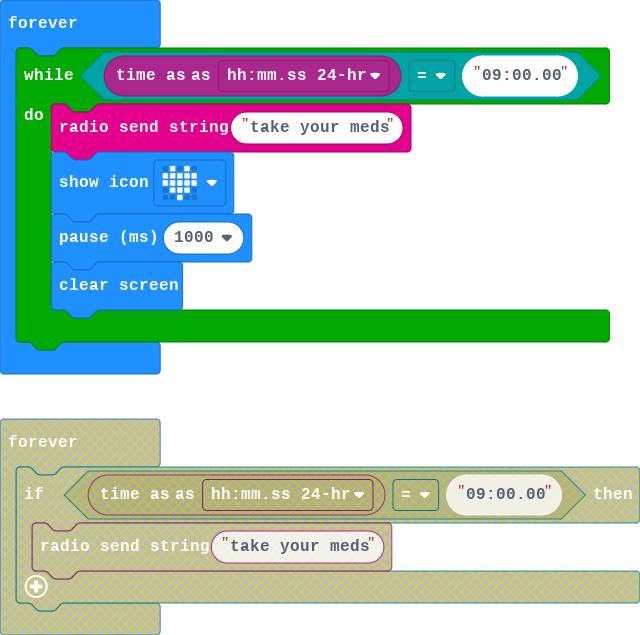 forever
while time as as hh:mm.ss 24-hr = "09:00.00"
do
radio send string "take your meds"
show icon
pause (ms) 1000
clear screen
forever
if time as as hh:mm.ss 24-hr = "09:00.00" then
radio send string "take your meds"